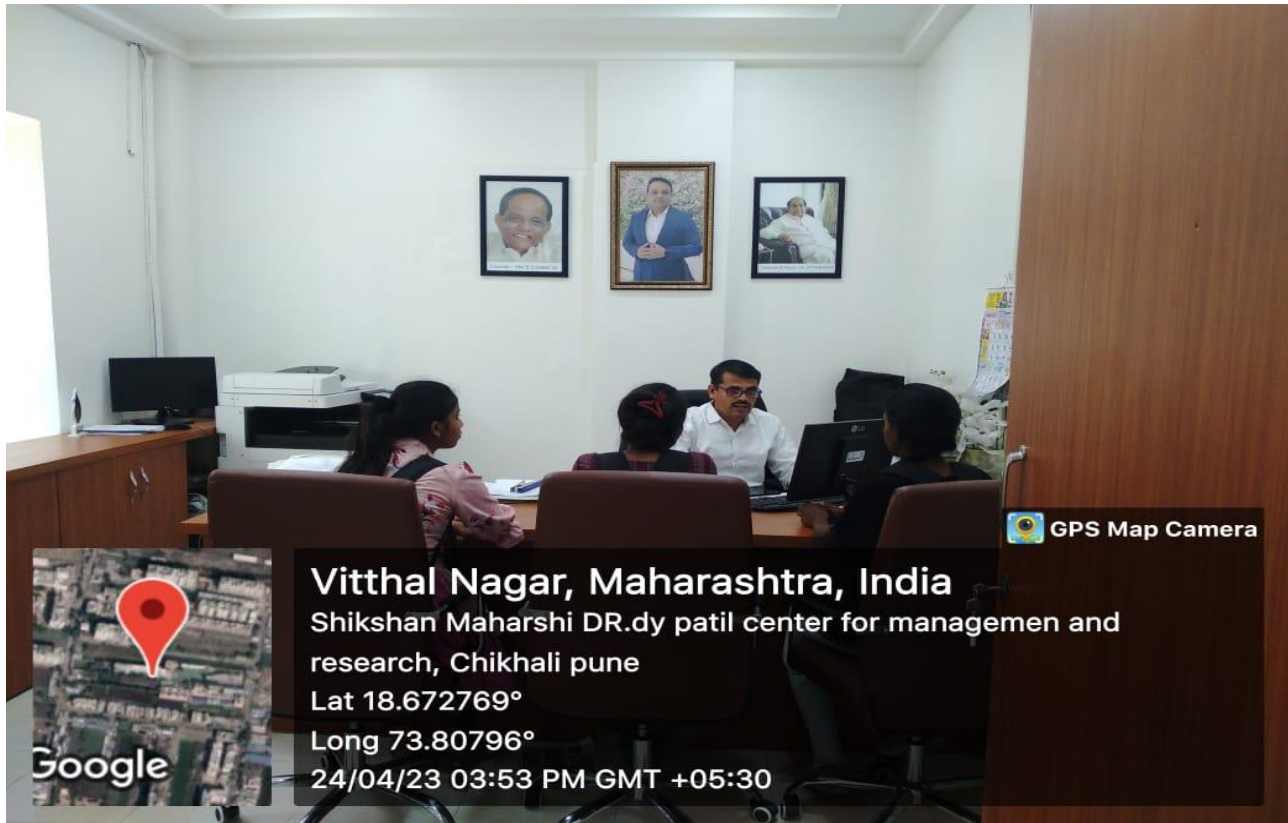 LG
GPS Map Camera
Vitthal Nagar, Maharashtra, India
Shikshan Maharshi DR.dy patil center for managemen and
research, Chikhali pune
Lat 18.672769°
Long 73.80796°
24/04/23 03:53 PM GMT +05:30
Google